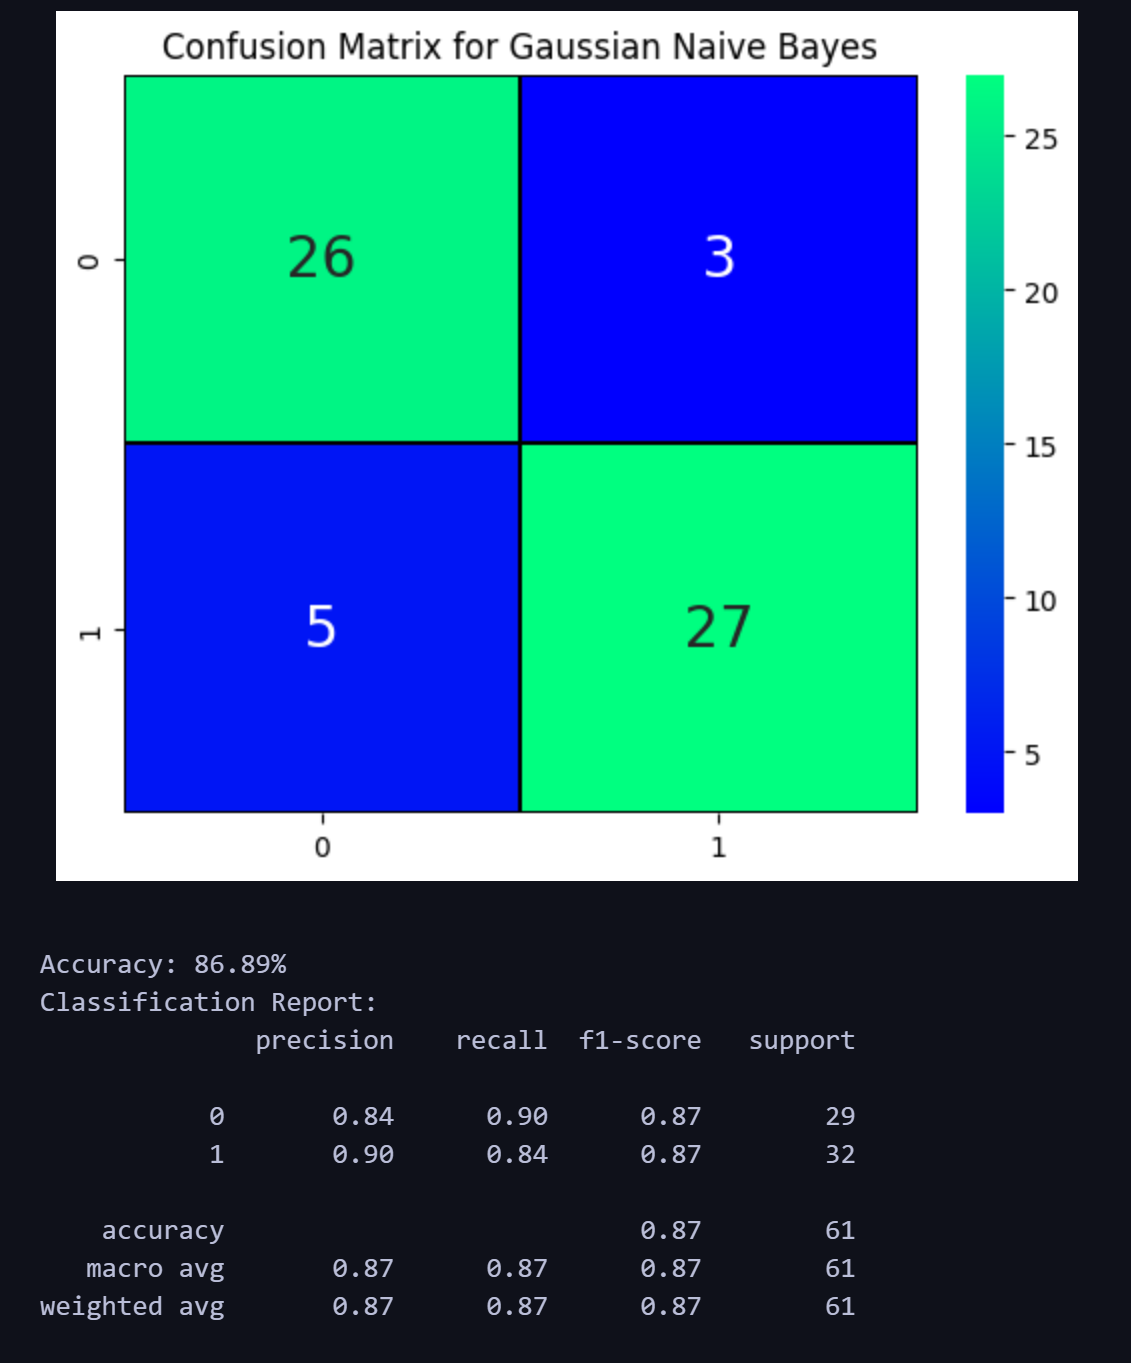 Confusion Matrix for Gaussian Naive Bayes
0
26
3
1
5
27
0 1
25
20
15
10
5
Accuracy: 86.89%
Classification Report:
precision recall f1-score support
0 0.84 0.90 0.87 29
1 0.90 0.84 0.87 32
accuracy 0.87 61
macro avg 0.87 0.87 0.87 61
weighted avg 0.87 0.87 0.87 61